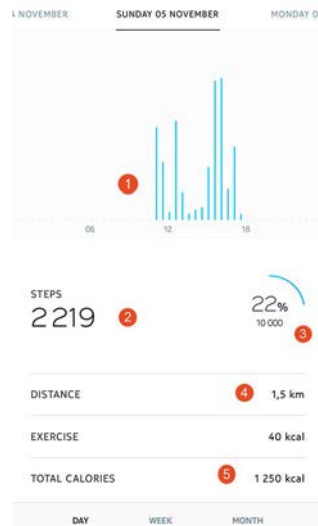 NOVEMBER SUNDAY 05 NOVEMBER MONDAY 0
1
06 12 18
STEPS
2 219 2
22%
10 000
3
DISTANCE 4 1,5 km
EXERCISE 40 kcal
TOTAL CALORIES 5 1 250 kcal
DAY WEEK MONTH